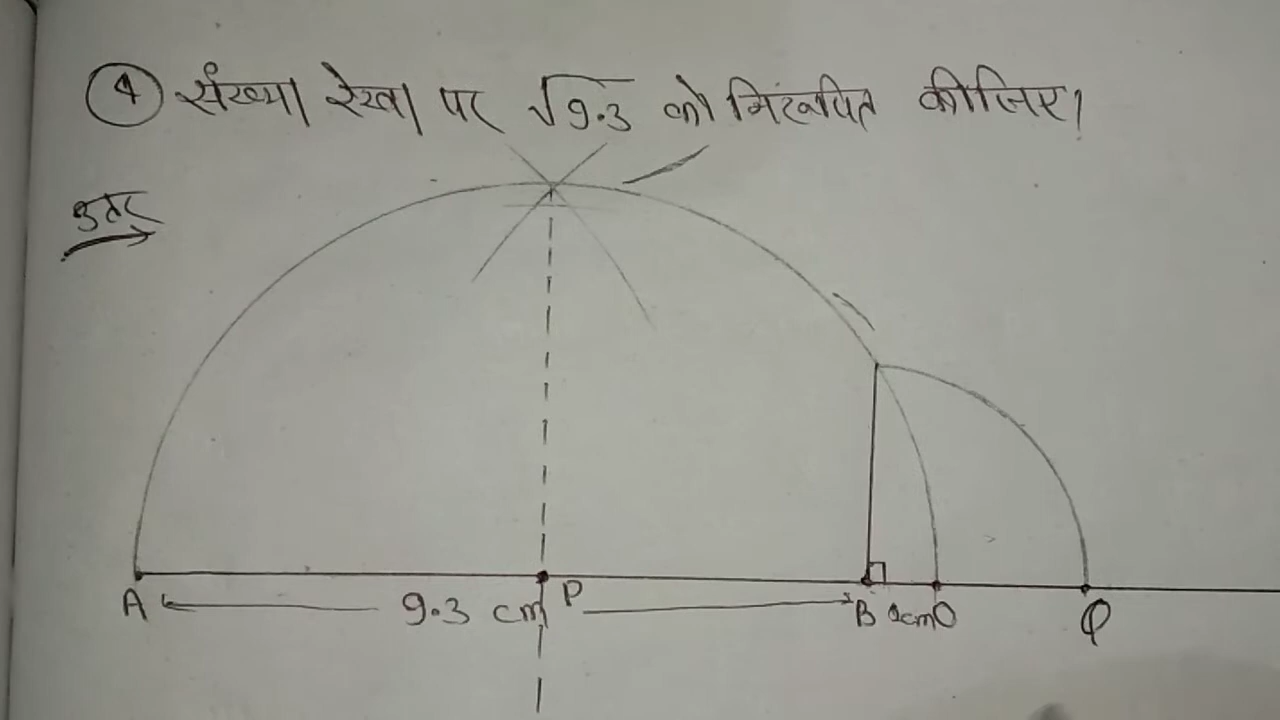 ④ संख्या रेखा पर √9.3 को निरूपित कीजिए।
उत्तर
A 9.3 cm P B 1cm O Q